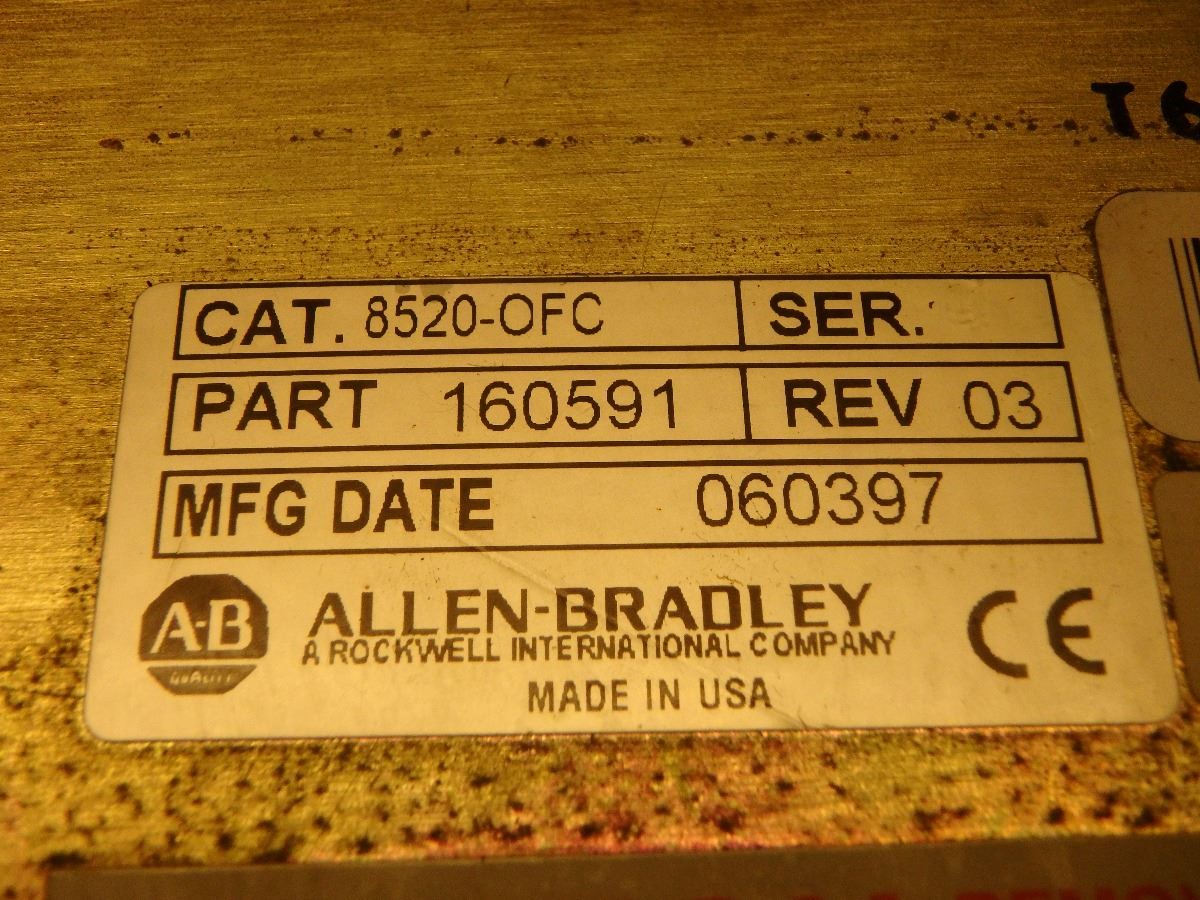 CAT. 8520-OFC SER.
PART 160591 REV 03
MFG DATE 060397
A-B
QUALITY
ALLEN-BRADLEY
A ROCKWELL INTERNATIONAL COMPANY
CE
MADE IN USA